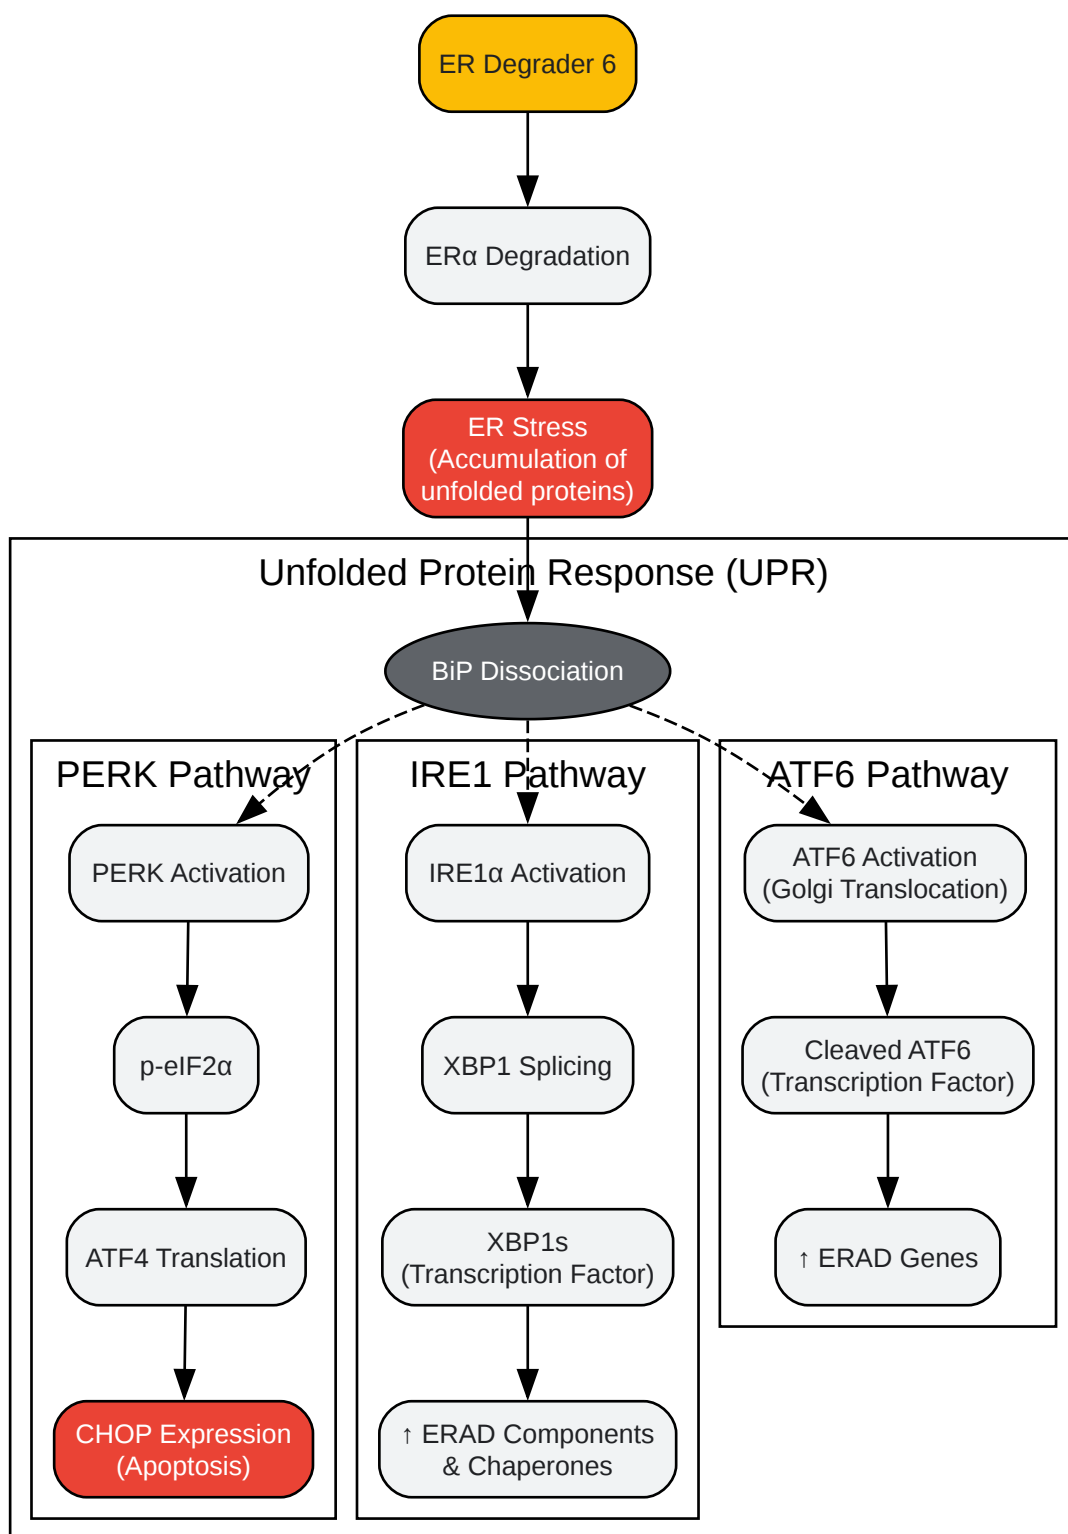 ER Degrader 6
ERα Degradation
ER Stress
(Accumulation of
unfolded proteins)
Unfolded Protein Response (UPR)
BiP Dissociation
PERK Pathway
PERK Activation
p-eIF2α
ATF4 Translation
CHOP Expression
(Apoptosis)
IRE1 Pathway
IRE1α Activation
XBP1 Splicing
XBP1s
(Transcription Factor)
↑ ERAD Components
& Chaperones
ATF6 Pathway
ATF6 Activation
(Golgi Translocation)
Cleaved ATF6
(Transcription Factor)
↑ ERAD Genes